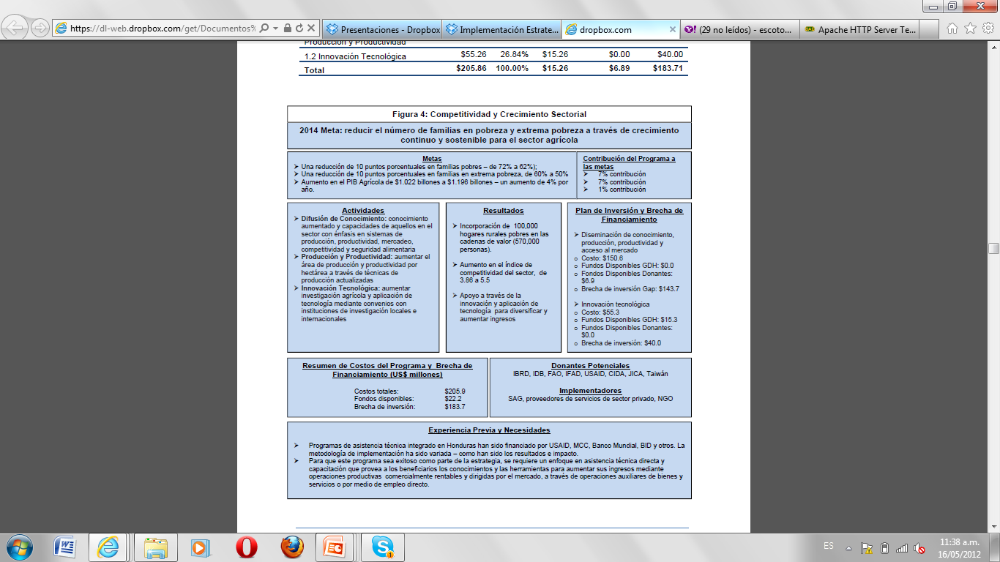 https://dl-web.dropbox.com/get/Documentos%
Presentaciones - Dropbox
Implementación Estrate...
dropbox.com
(29 no leídos) - escoto...
Apache HTTP Server Te...
Producción y Productividad
1.2 Innovación Tecnológica $55.26 26.84% $15.26 $0.00 $40.00
Total $205.86 100.00% $15.26 $6.89 $183.71
Figura 4: Competitividad y Crecimiento Sectorial
2014 Meta: reducir el número de familias en pobreza y extrema pobreza a través de crecimiento
continuo y sostenible para el sector agrícola
Metas
Una reducción de 10 puntos porcentuales en familias pobres – de 72% a 62%);
Una reducción de 10 puntos porcentuales en familias en extrema pobreza, de 60% a 50%
Aumento en el PIB Agrícola de $1.022 billones a $1.196 billones – un aumento de 4% por
año.
Contribución del Programa a
las metas
7% contribución
7% contribución
1% contribución
Actividades
Difusión de Conocimiento: conocimiento
aumentado y capacidades de aquellos en el
sector con énfasis en sistemas de
producción, productividad, mercadeo,
competitividad y seguridad alimentaria
Producción y Productividad: aumentar el
área de producción y productividad por
hectárea a través de técnicas de
producción actualizadas
Innovación Tecnológica: aumentar
investigación agrícola y aplicación de
tecnología mediante convenios con
instituciones de investigación locales e
internacionales
Resultados
Incorporación de 100,000
hogares rurales pobres en las
cadenas de valor (570,000
personas).
Aumento en el índice de
competitividad del sector, de
3.86 a 5.5
Apoyo a través de la
innovación y aplicación de
tecnología para diversificar y
aumentar ingresos
Plan de Inversión y Brecha de
Financiamiento
Diseminación de conocimiento,
producción, productividad y
acceso al mercado
Costo: $150.6
Fundos Disponibles GDH: $0.0
Fondos Disponibles Donantes:
$6.9
Brecha de inversión Gap: $143.7
Innovación tecnológica
Costo: $55.3
Fundos Disponibles GDH: $15.3
Fundos Disponibles Donantes:
$0.0
Brecha de inversión: $40.0
Resumen de Costos del Programa y Brecha de
Financiamiento (US$ millones)
Costos totales: $205.9
Fondos disponibles: $22.2
Brecha de inversión: $183.7
Donantes Potenciales
IBRD, IDB, FAO, IFAD, USAID, CIDA, JICA, Taiwán
Implementadores
SAG, proveedores de servicios de sector privado, NGO
Experiencia Previa y Necesidades
Programas de asistencia técnica integrado en Honduras han sido financiado por USAID, MCC, Banco Mundial, BID y otros. La
metodología de implementación ha sido variada – como han sido los resultados e impacto.
Para que este programa sea exitoso como parte de la estrategia, se requiere un enfoque en asistencia técnica directa y
capacitación que provea a los beneficiarios los conocimientos y las herramientas para aumentar sus ingresos mediante
operaciones productivas comercialmente rentables y dirigidas por el mercado, a través de operaciones auxiliares de bienes y
servicios o por medio de empleo directo.
ES
11:38 a.m.
16/05/2012